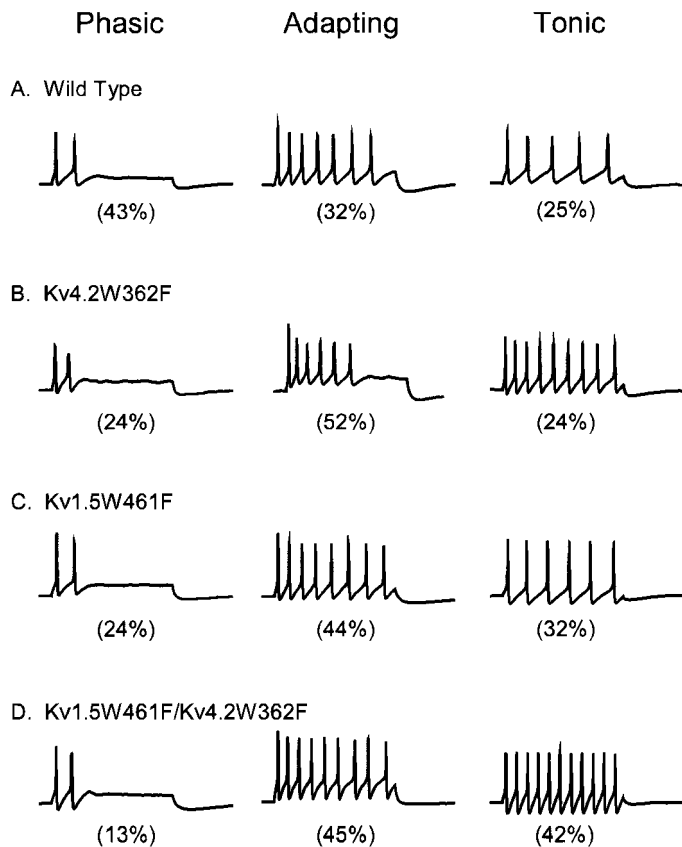 Phasic Adapting Tonic
A. Wild Type
(43%) (32%) (25%)
B. Kv4.2W362F
(24%) (52%) (24%)
C. Kv1.5W461F
(24%) (44%) (32%)
D. Kv1.5W461F/Kv4.2W362F
(13%) (45%) (42%)